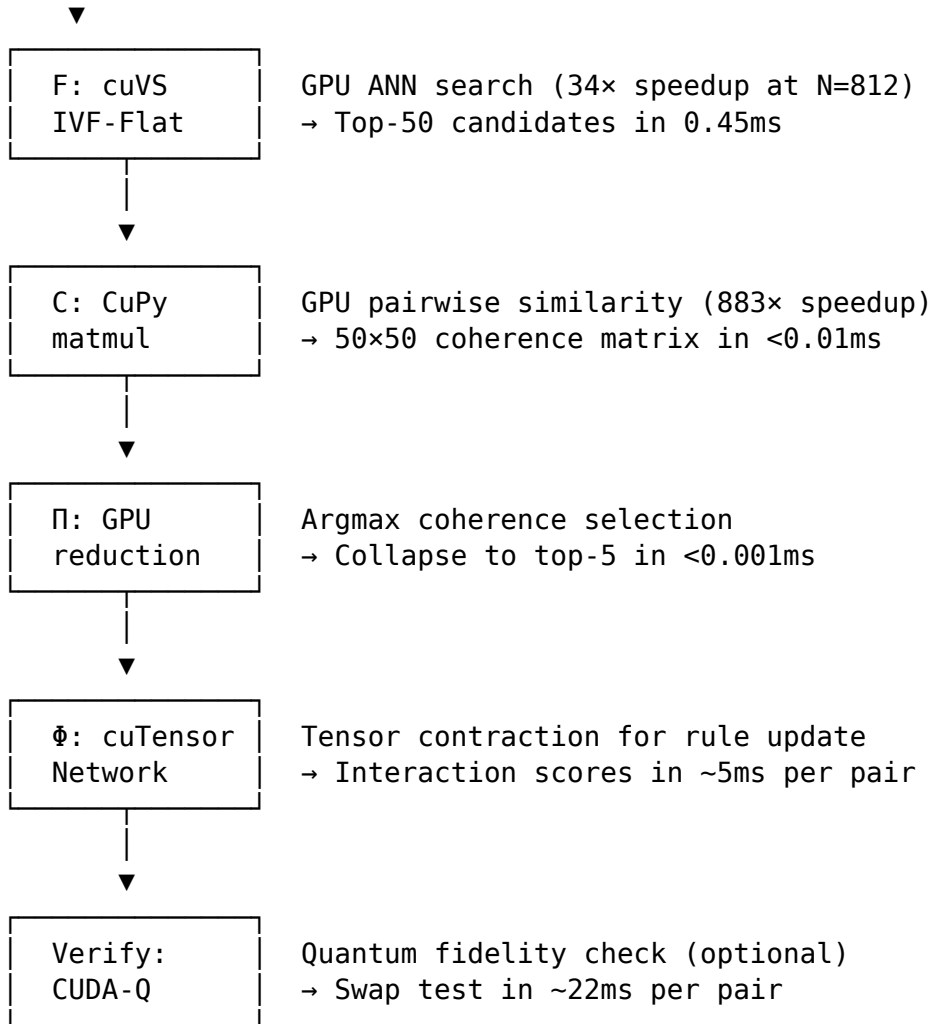 F: cuVS GPU ANN search (34× speedup at N=812)
IVF-Flat → Top-50 candidates in 0.45ms
C: CuPy GPU pairwise similarity (883× speedup)
matmul → 50×50 coherence matrix in <0.01ms
Π: GPU Argmax coherence selection
reduction → Collapse to top-5 in <0.001ms
Φ: cuTensor Tensor contraction for rule update
Network → Interaction scores in ~5ms per pair
Verify: Quantum fidelity check (optional)
CUDA-Q → Swap test in ~22ms per pair